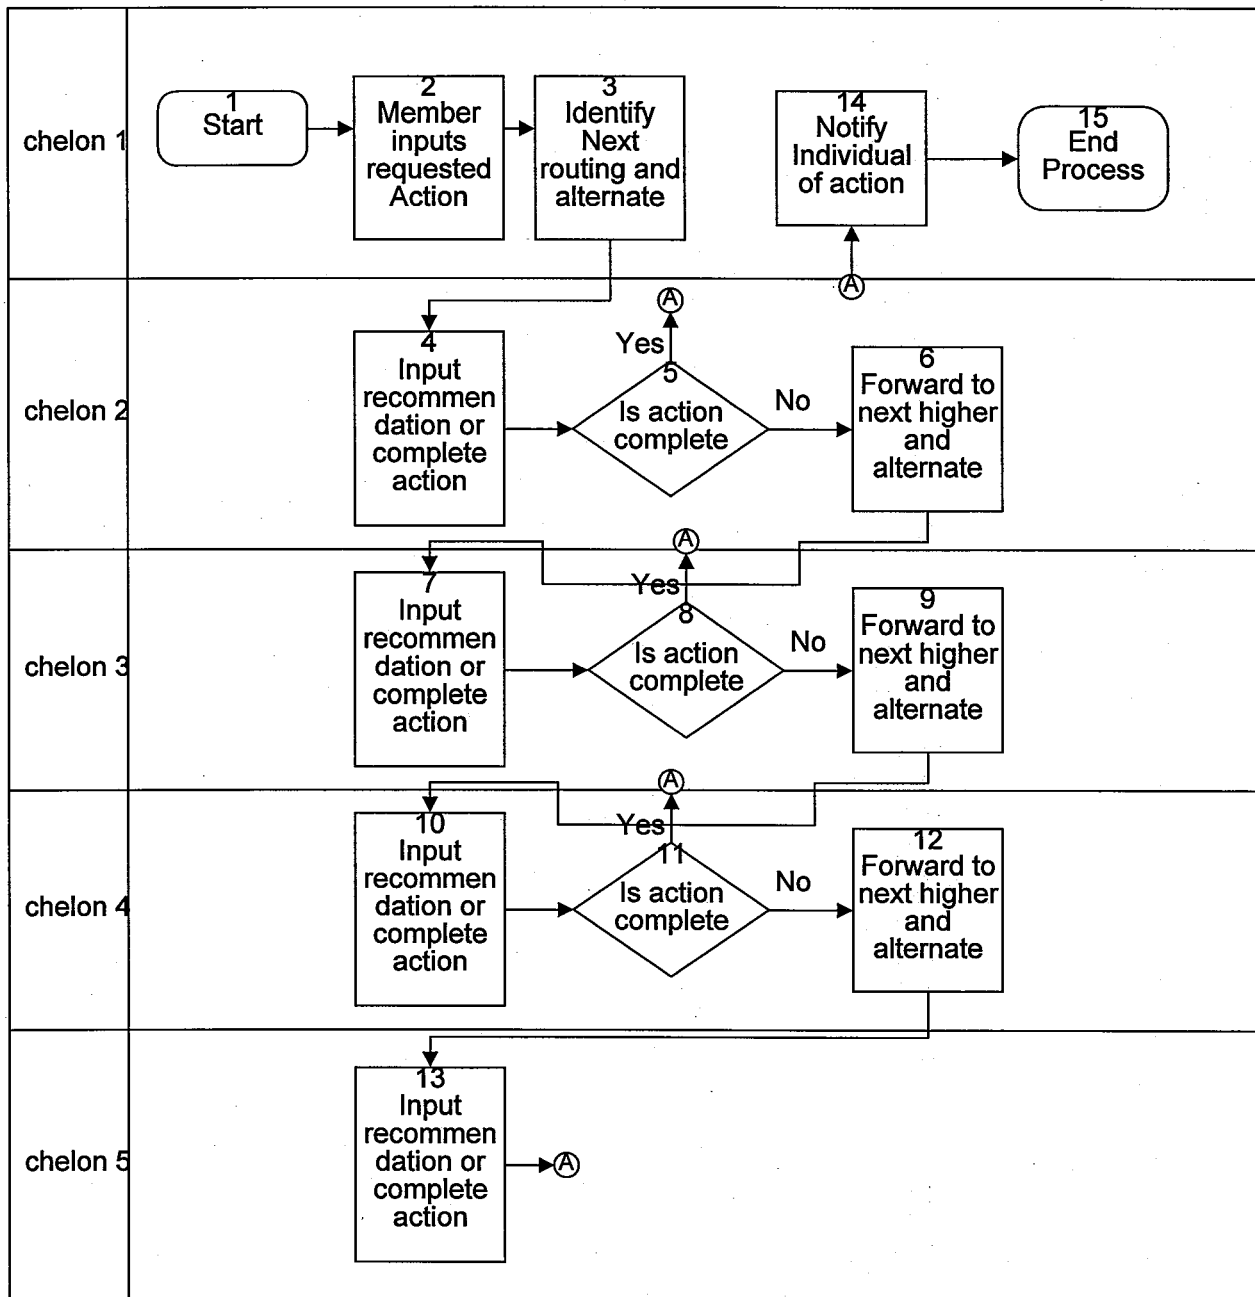 chelon 1
1
Start
2
Member
inputs
requested
Action
3
Identify
Next
routing and
alternate
14
Notify
Individual
of action
15
End
Process
A
chelon 2
4
Input
recommen
dation or
complete
action
A
Yes
5
Is action
complete
No
6
Forward to
next higher
and
alternate
chelon 3
7
Input
recommen
dation or
complete
action
A
Yes
8
Is action
complete
No
9
Forward to
next higher
and
alternate
chelon 4
10
Input
recommen
dation or
complete
action
A
Yes
11
Is action
complete
No
12
Forward to
next higher
and
alternate
chelon 5
13
Input
recommen
dation or
complete
action
A